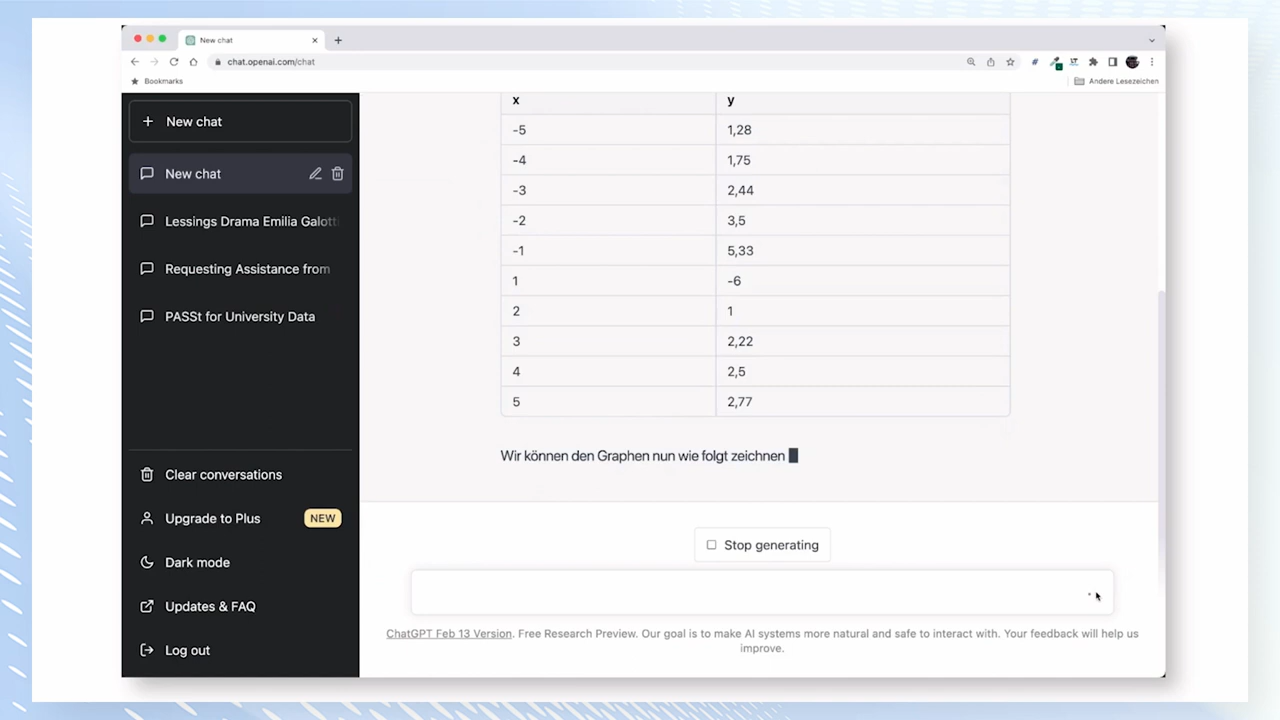 New chat
chat.openai.com/chat
Bookmarks
Andere Lesezeichen
New chat
New chat
Lessings Drama Emilia Galott
Requesting Assistance from
PASSt for University Data
Clear conversations
Upgrade to Plus NEW
Dark mode
Updates & FAQ
Log out
x y
-5 1,28
-4 1,75
-3 2,44
-2 3,5
-1 5,33
1 -6
2 1
3 2,22
4 2,5
5 2,77
Wir können den Graphen nun wie folgt zeichnen
Stop generating
ChatGPT Feb 13 Version. Free Research Preview. Our goal is to make AI systems more natural and safe to interact with. Your feedback will help us
improve.